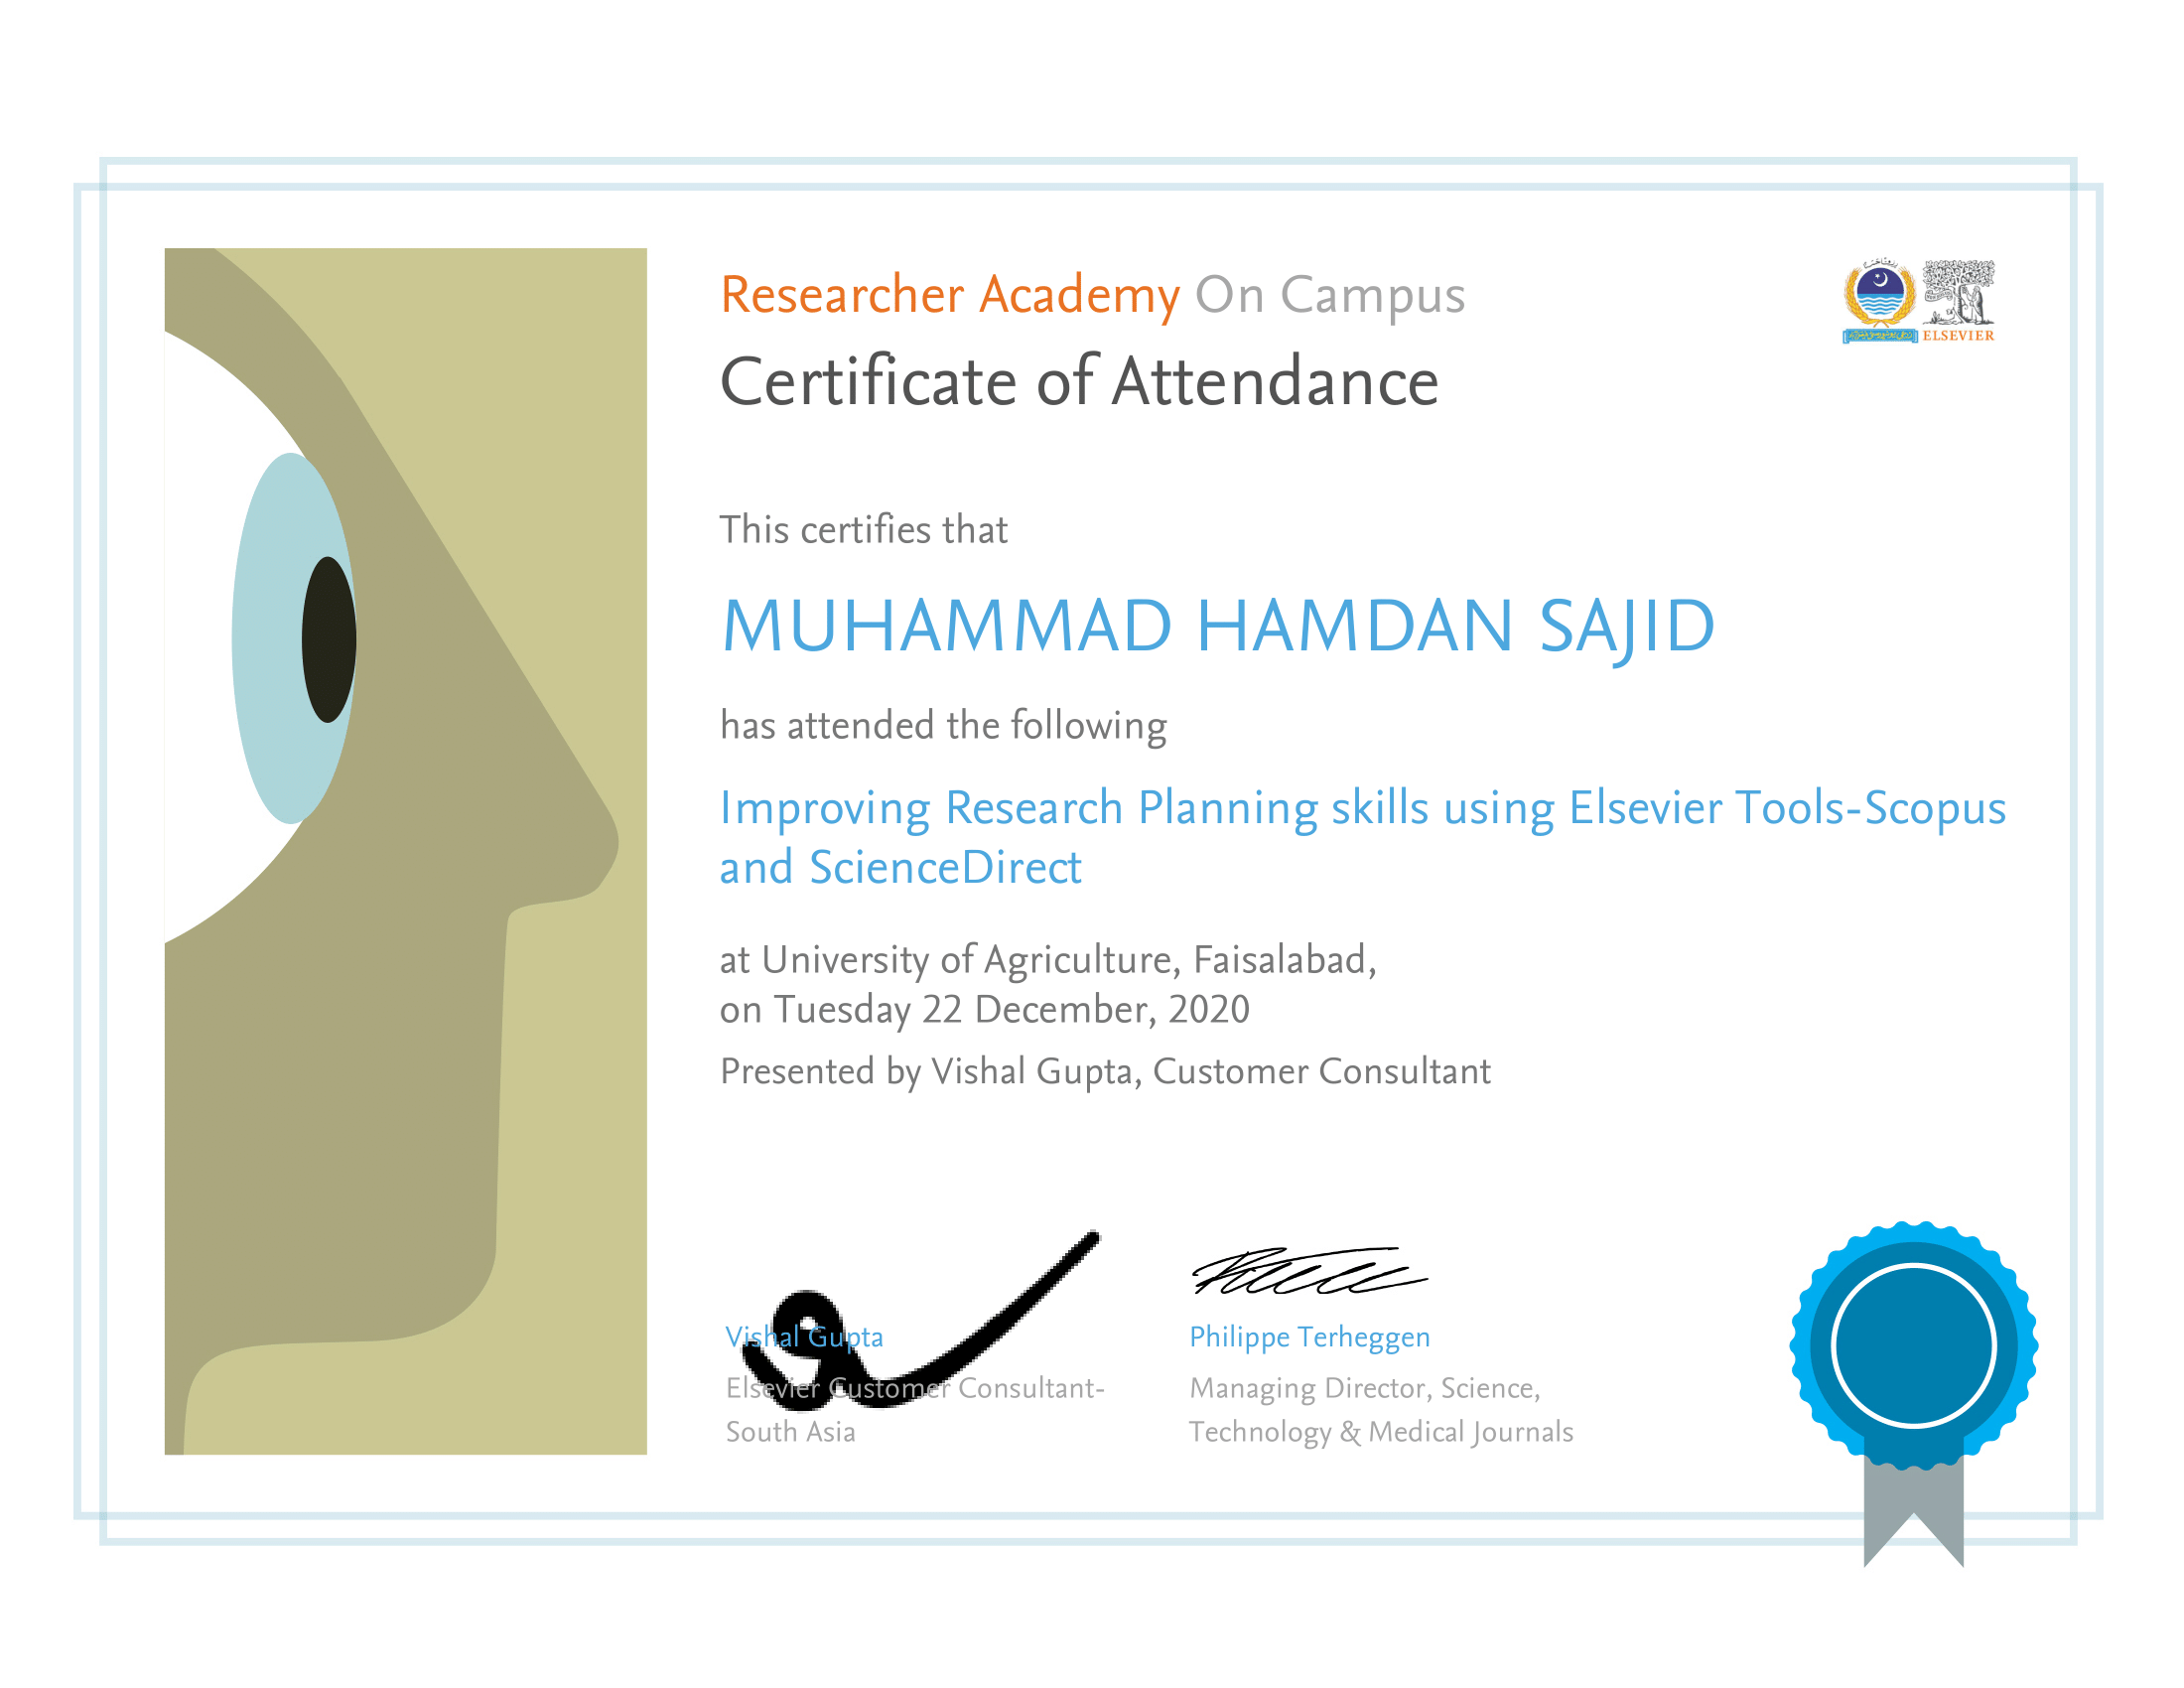 Researcher Academy On Campus
Certificate of Attendance
ELSEVIER
This certifies that
MUHAMMAD HAMDAN SAJID
has attended the following
Improving Research Planning skills using Elsevier Tools-Scopus
and ScienceDirect
at University of Agriculture, Faisalabad,
on Tuesday 22 December, 2020
Presented by Vishal Gupta, Customer Consultant
Vishal Gupta
Elsevier Customer Consultant-
South Asia
Philippe Terheggen
Managing Director, Science,
Technology & Medical Journals